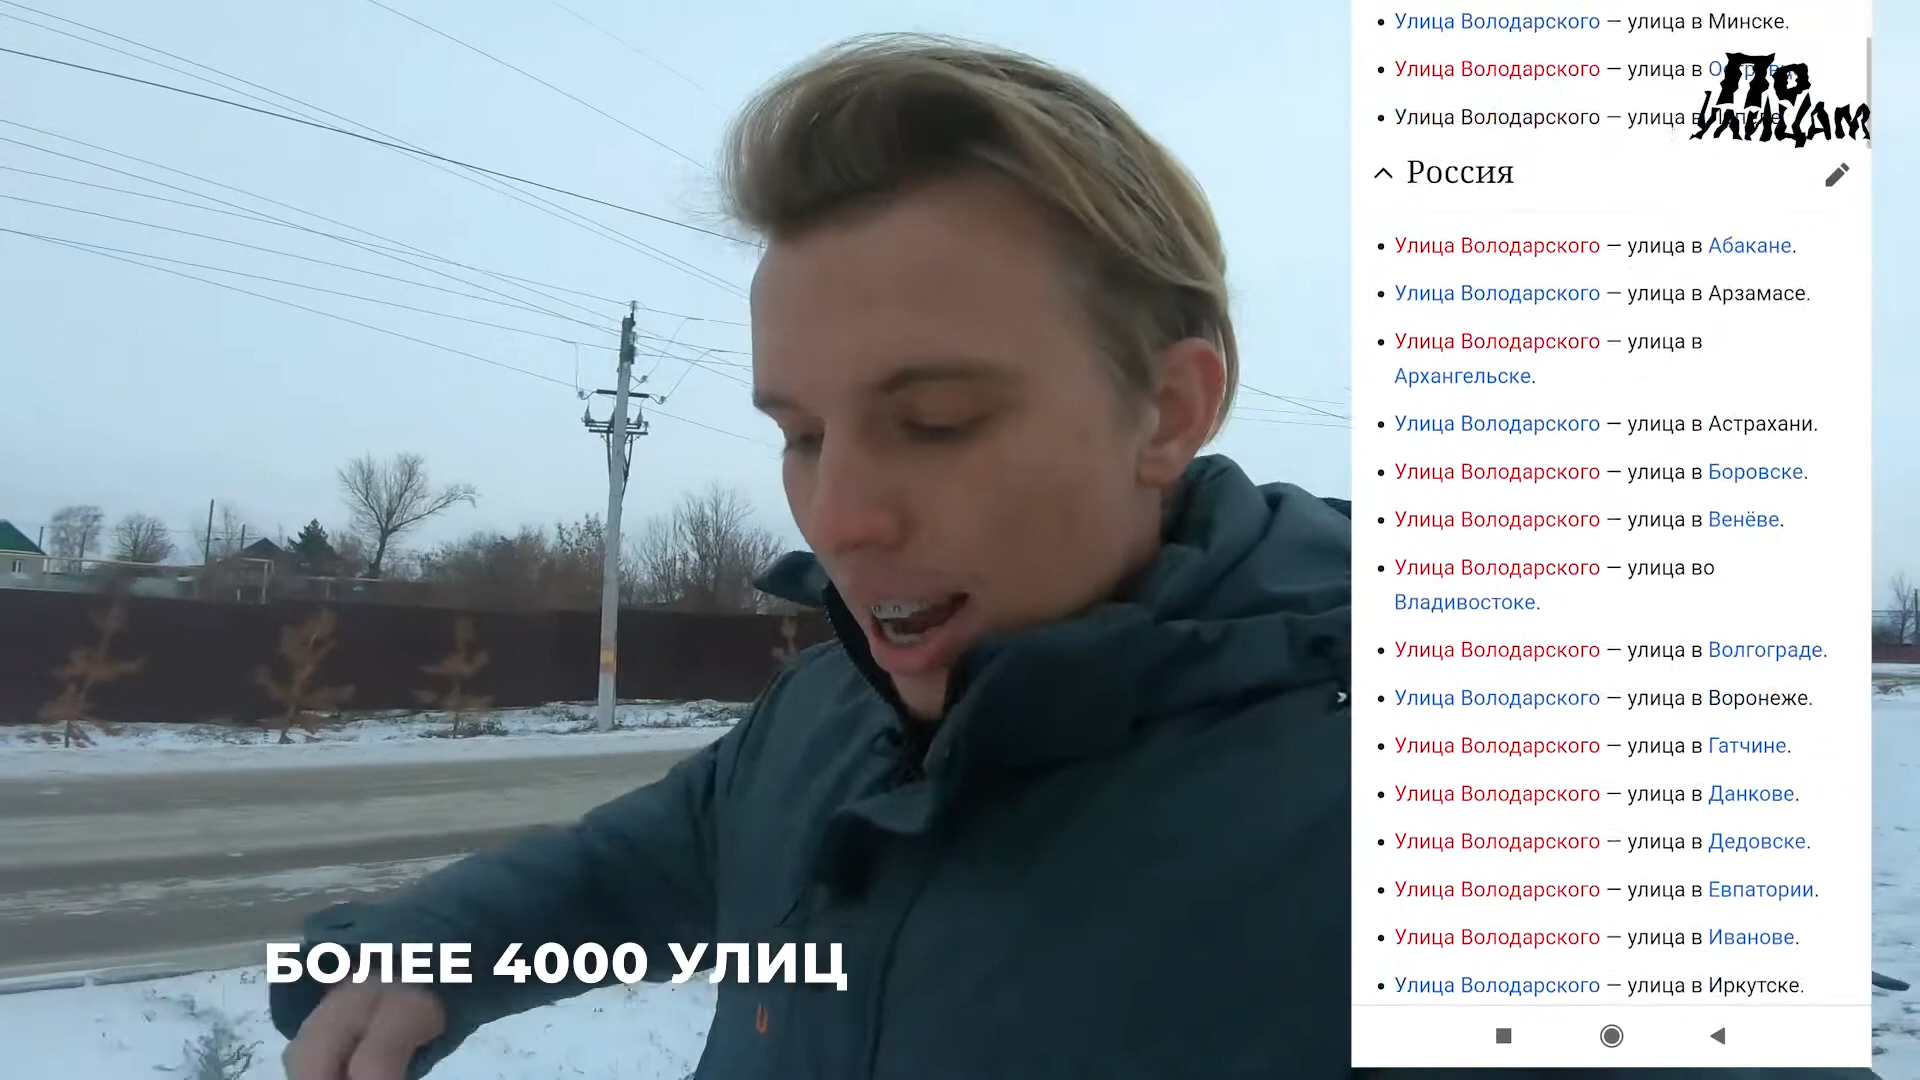 Улица Володарского — улица в Минске.
Улица Володарского — улица в
Улица Володарского — улица в
По
улицам
Россия
Улица Володарского — улица в Абакане.
Улица Володарского — улица в Арзамасе.
Улица Володарского — улица в
Архангельске.
Улица Володарского — улица в Астрахани.
Улица Володарского — улица в Боровске.
Улица Володарского — улица в Венёве.
Улица Володарского — улица во
Владивостоке.
Улица Володарского — улица в Волгограде.
Улица Володарского — улица в Воронеже.
Улица Володарского — улица в Гатчине.
Улица Володарского — улица в Данкове.
Улица Володарского — улица в Дедовске.
Улица Володарского — улица в Евпатории.
Улица Володарского — улица в Иванове.
Улица Володарского — улица в Иркутске.
БОЛЕЕ 4000 УЛИЦ